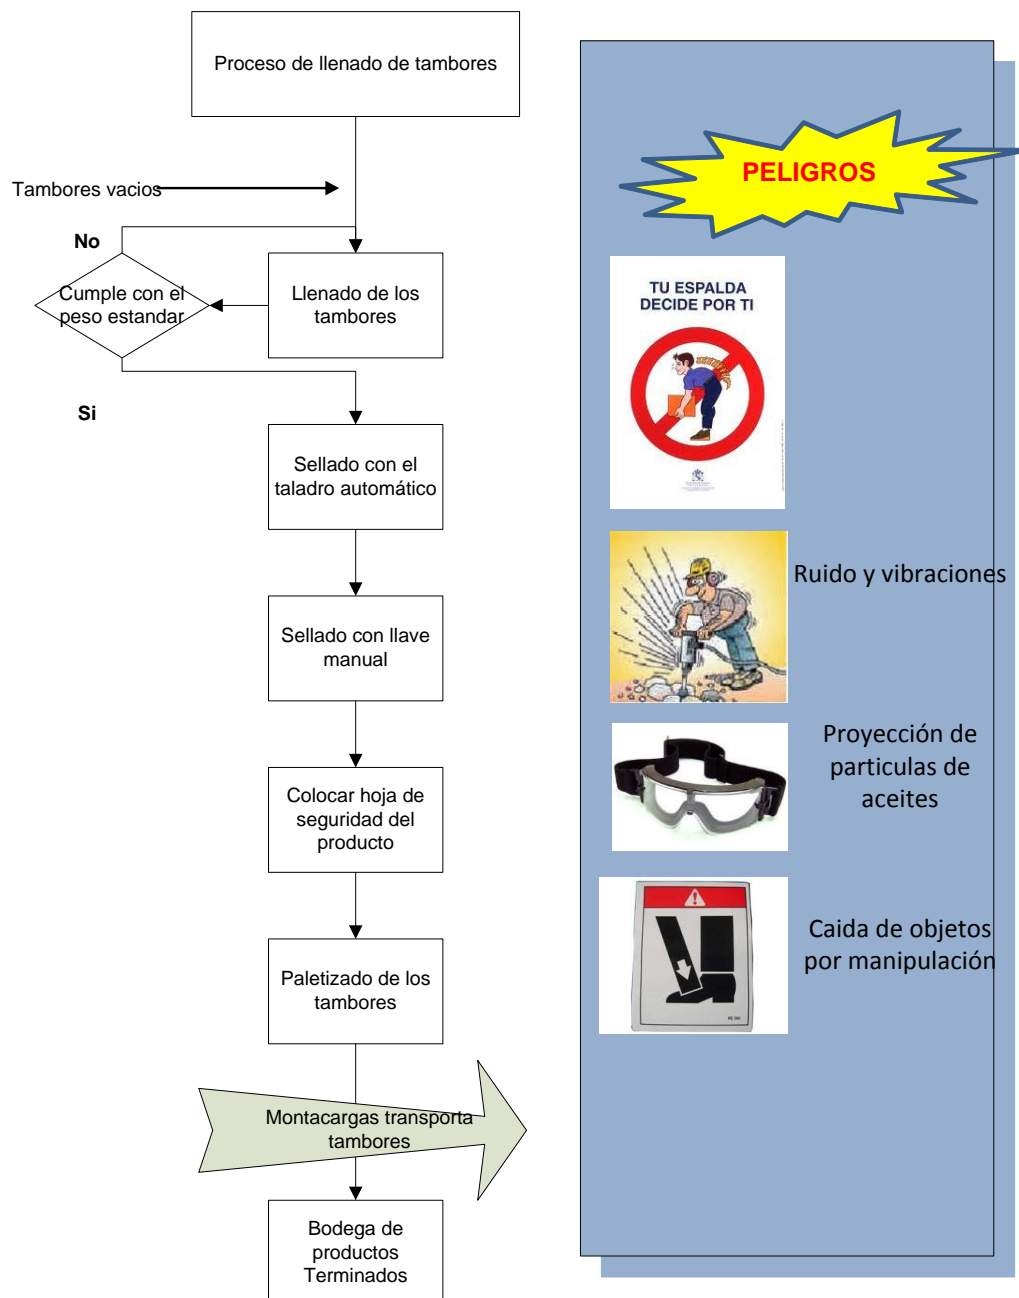 Proceso de llenado de tambores
Tambores vacios
No
Cumple con el
peso estandar
Llenado de los
tambores
Si
Sellado con el
taladro automático
Sellado con llave
manual
Colocar hoja de
seguridad del
producto
Paletizado de los
tambores
Montacargas transporta
tambores
Bodega de
productos
Terminados
PELIGROS
TU ESPALDA
DECIDE POR TI
Ruido y vibraciones
Proyección de
particulas de
aceites
Caida de objetos
por manipulación